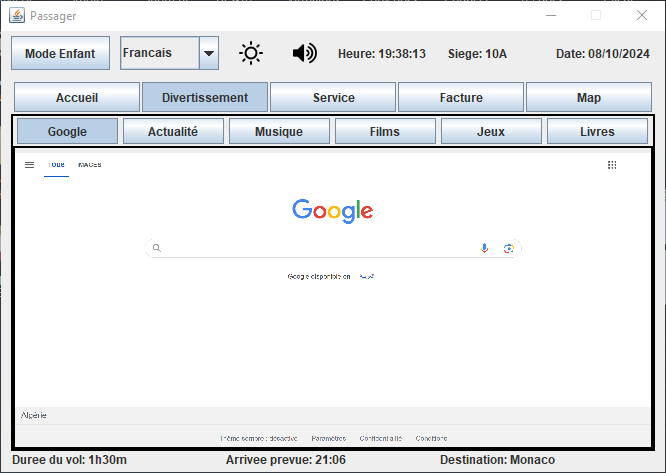 Passager
Mode Enfant Francais Heure: 19:38:13 Siege: 10A Date: 08/10/2024
Accueil Divertissement Service Facture Map
Google Actualité Musique Films Jeux Livres
TOUS IMAGES
Google
Google disponible en :
Algérie
Thème sombre : désactivé Paramètres Confidentialité Conditions
Duree du vol: 1h30m Arrivee prevue: 21:06 Destination: Monaco